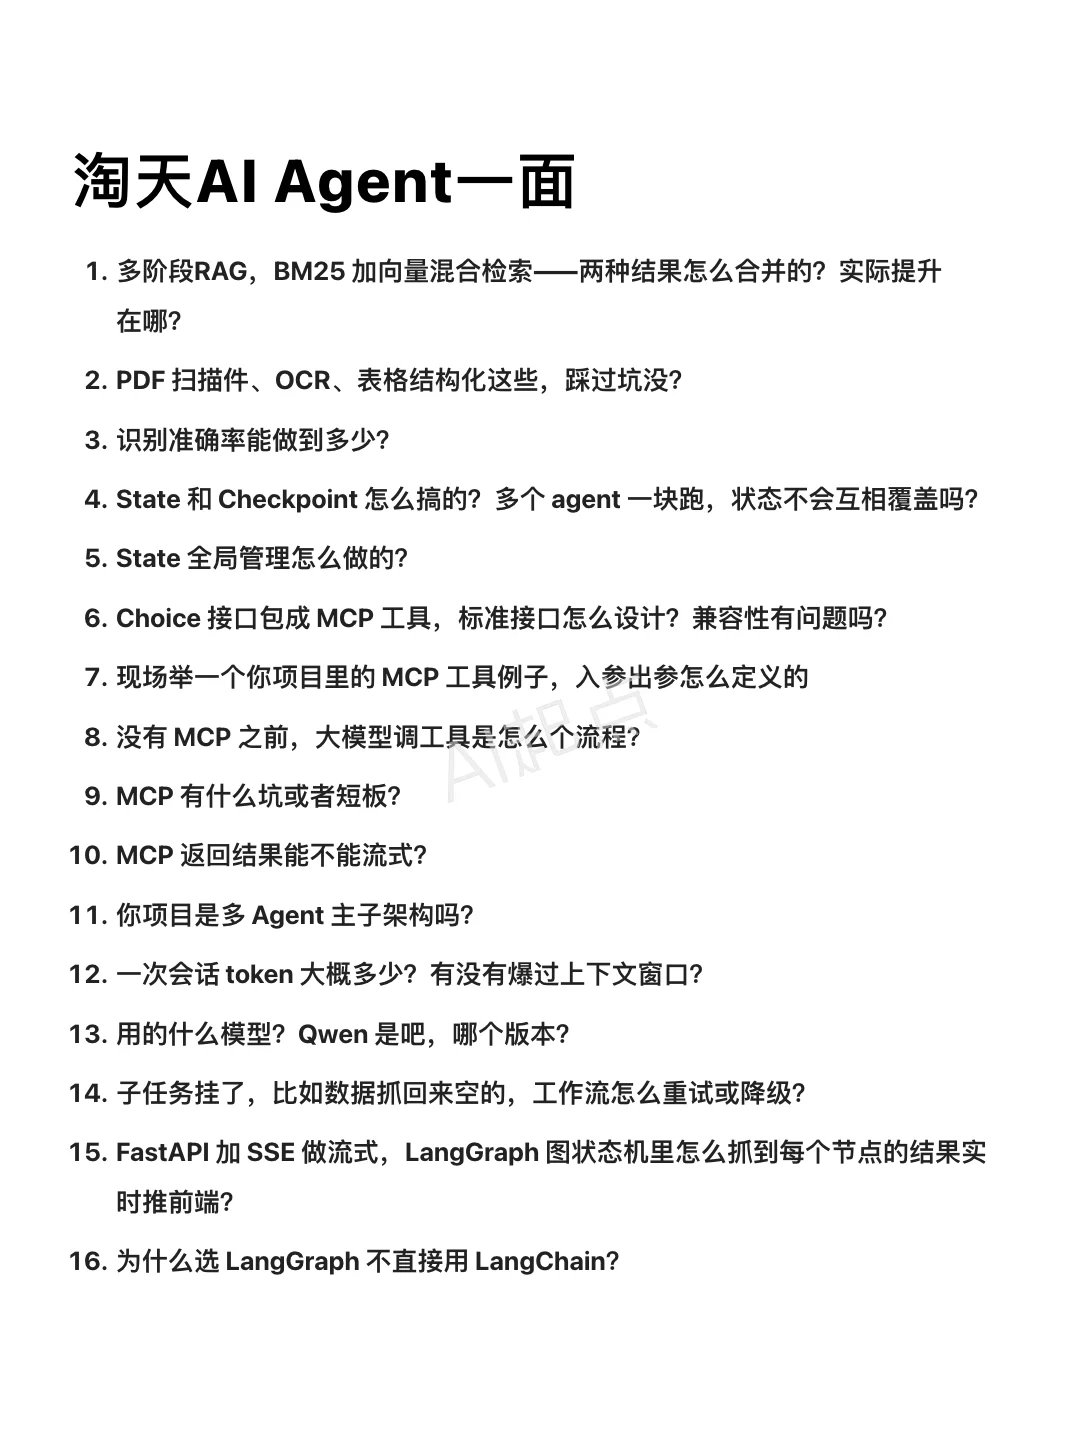 淘天AI Agent一面
1. 多阶段RAG，BM25 加向量混合检索——两种结果怎么合并的？实际提升
在哪？
2. PDF 扫描件、OCR、表格结构化这些，踩过坑没？
3. 识别准确率能做到多少？
4. State 和 Checkpoint 怎么搞的？多个 agent 一块跑，状态不会互相覆盖吗？
5. State 全局管理怎么做的？
6. Choice 接口包成 MCP 工具，标准接口怎么设计？兼容性有问题吗？
7. 现场举一个你项目里的 MCP 工具例子，入参出参怎么定义的
8. 没有 MCP 之前，大模型调工具是怎么个流程？
AI起点
9. MCP 有什么坑或者短板？
10. MCP 返回结果能不能流式？
11. 你项目是多 Agent 主子架构吗？
12. 一次会话 token 大概多少？有没有爆过上下文窗口？
13. 用的什么模型？Qwen 是吧，哪个版本？
14. 子任务挂了，比如数据抓回来空的，工作流怎么重试或降级？
15. FastAPI 加 SSE 做流式，LangGraph 图状态机里怎么抓到每个节点的结果实
时推前端？
16. 为什么选 LangGraph 不直接用 LangChain？